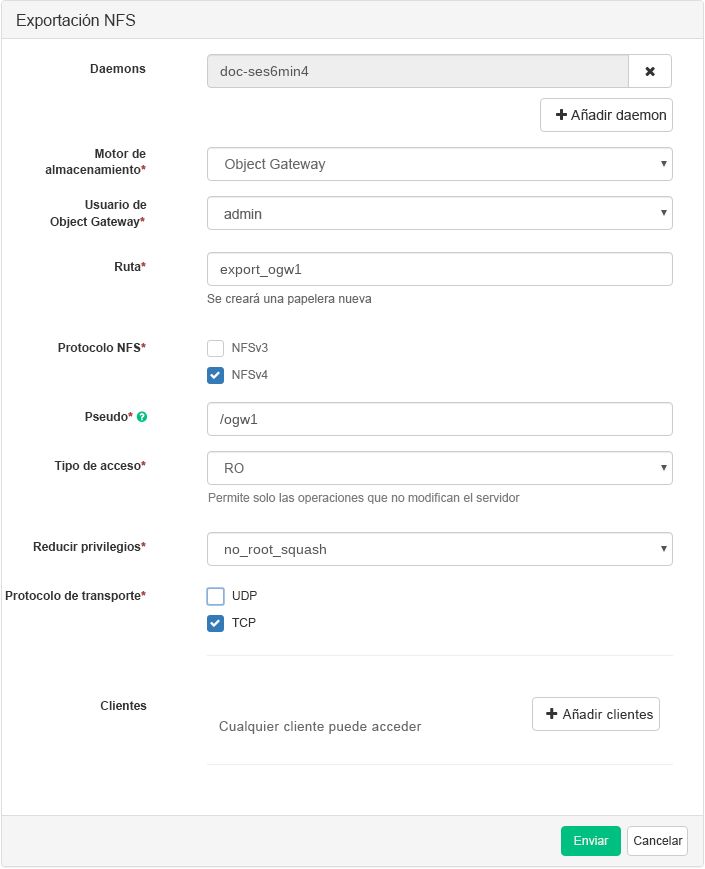 Exportación NFS
Daemons
doc-ses6min4
Añadir daemon
Motor de
almacenamiento*
Object Gateway
Usuario de
Object Gateway*
admin
Ruta*
export_ogw1
Se creará una papelera nueva
Protocolo NFS*
NFSv3
NFSv4
Pseudo*
/ogw1
Tipo de acceso*
RO
Permite solo las operaciones que no modifican el servidor
Reducir privilegios*
no_root_squash
Protocolo de transporte*
UDP
TCP
Clientes
Cualquier cliente puede acceder
Añadir clientes
Enviar
Cancelar